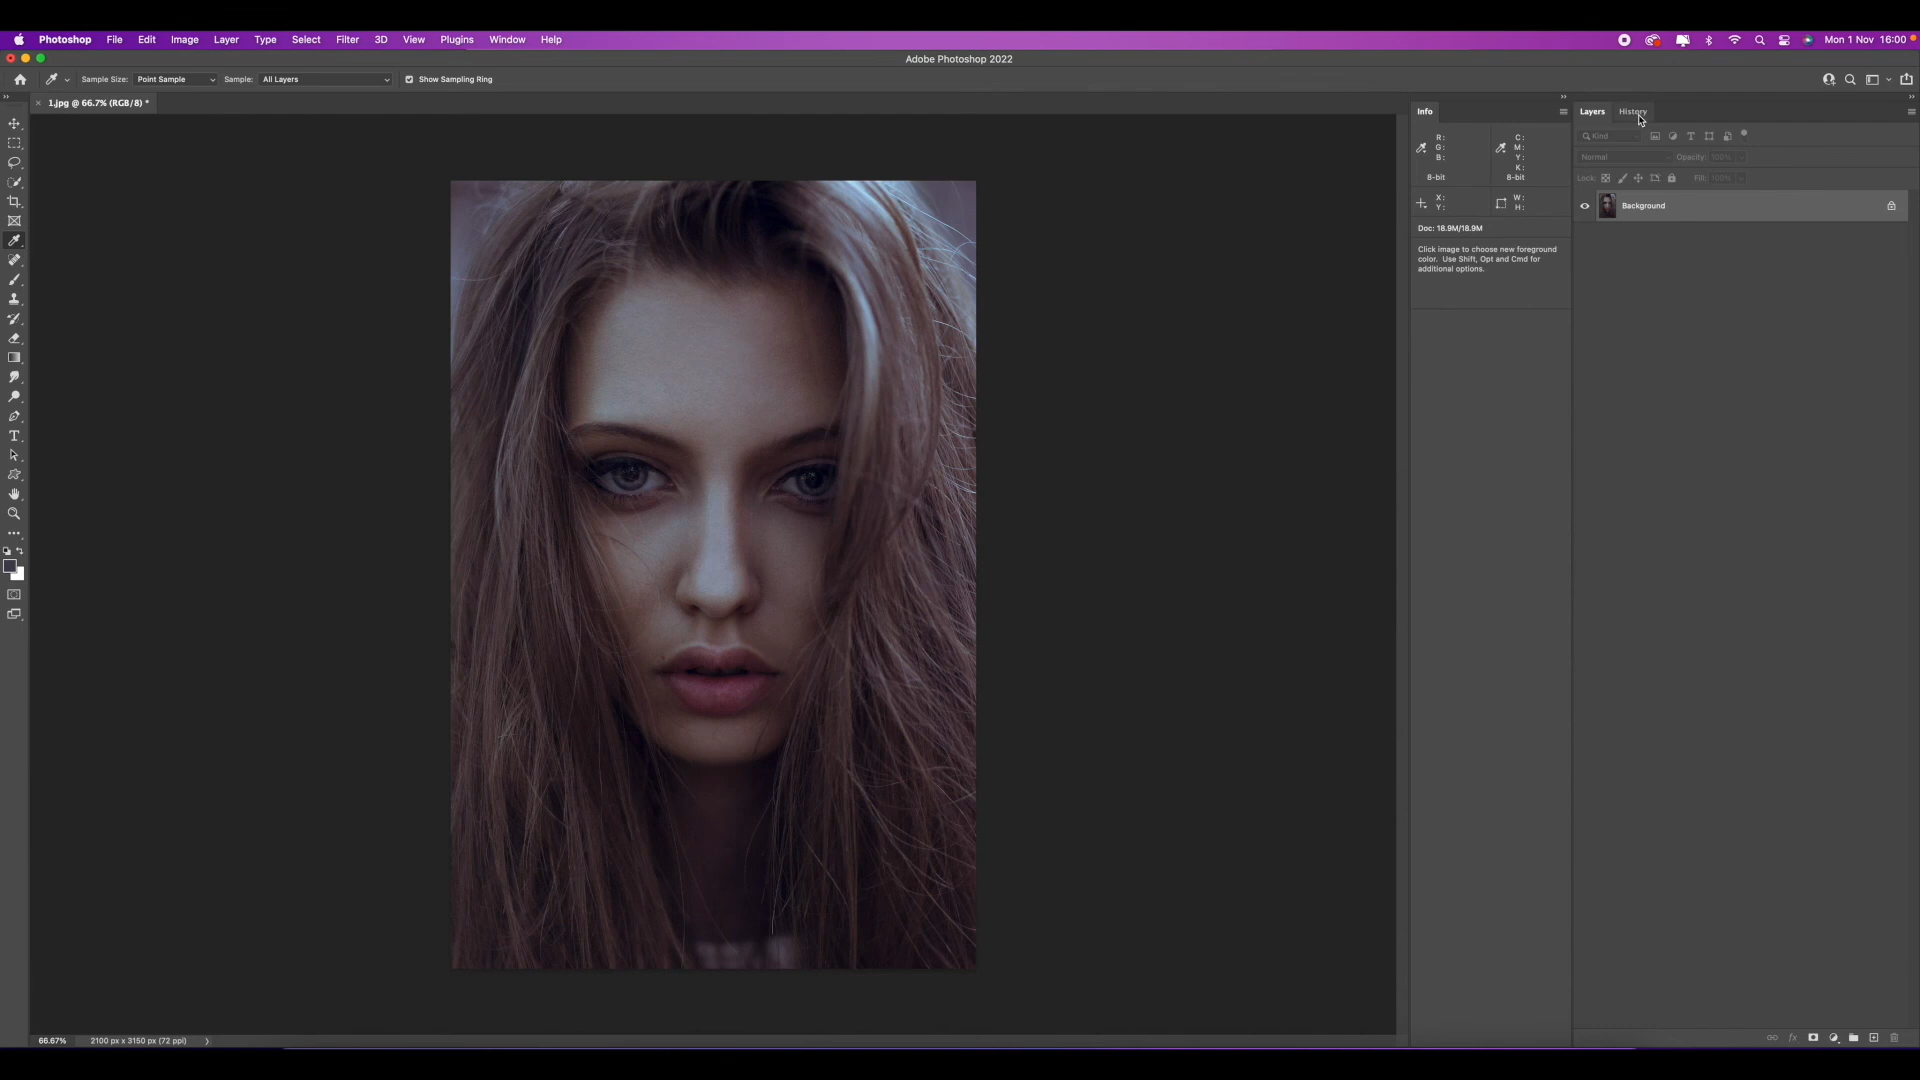 Photoshop File Edit Image Layer Type Select Filter 3D View Plugins Window Help Mon 1 Nov 16:00
Adobe Photoshop 2022
Sample Size: Point Sample Sample: All Layers Show Sampling Ring
1.jpg @ 66.7% (RGB/8) *
Info
Layers History
R:
G:
B:
8-bit
C:
M:
Y:
K:
8-bit
X:
Y:
W:
H:
Doc: 18.9M/18.9M
Click image to choose new foreground
color. Use Shift, Opt and Cmd for
additional options.
Kind
Normal Opacity: 100%
Lock: Fill: 100%
Background
66.67% 2100 px x 3150 px (72 ppi)